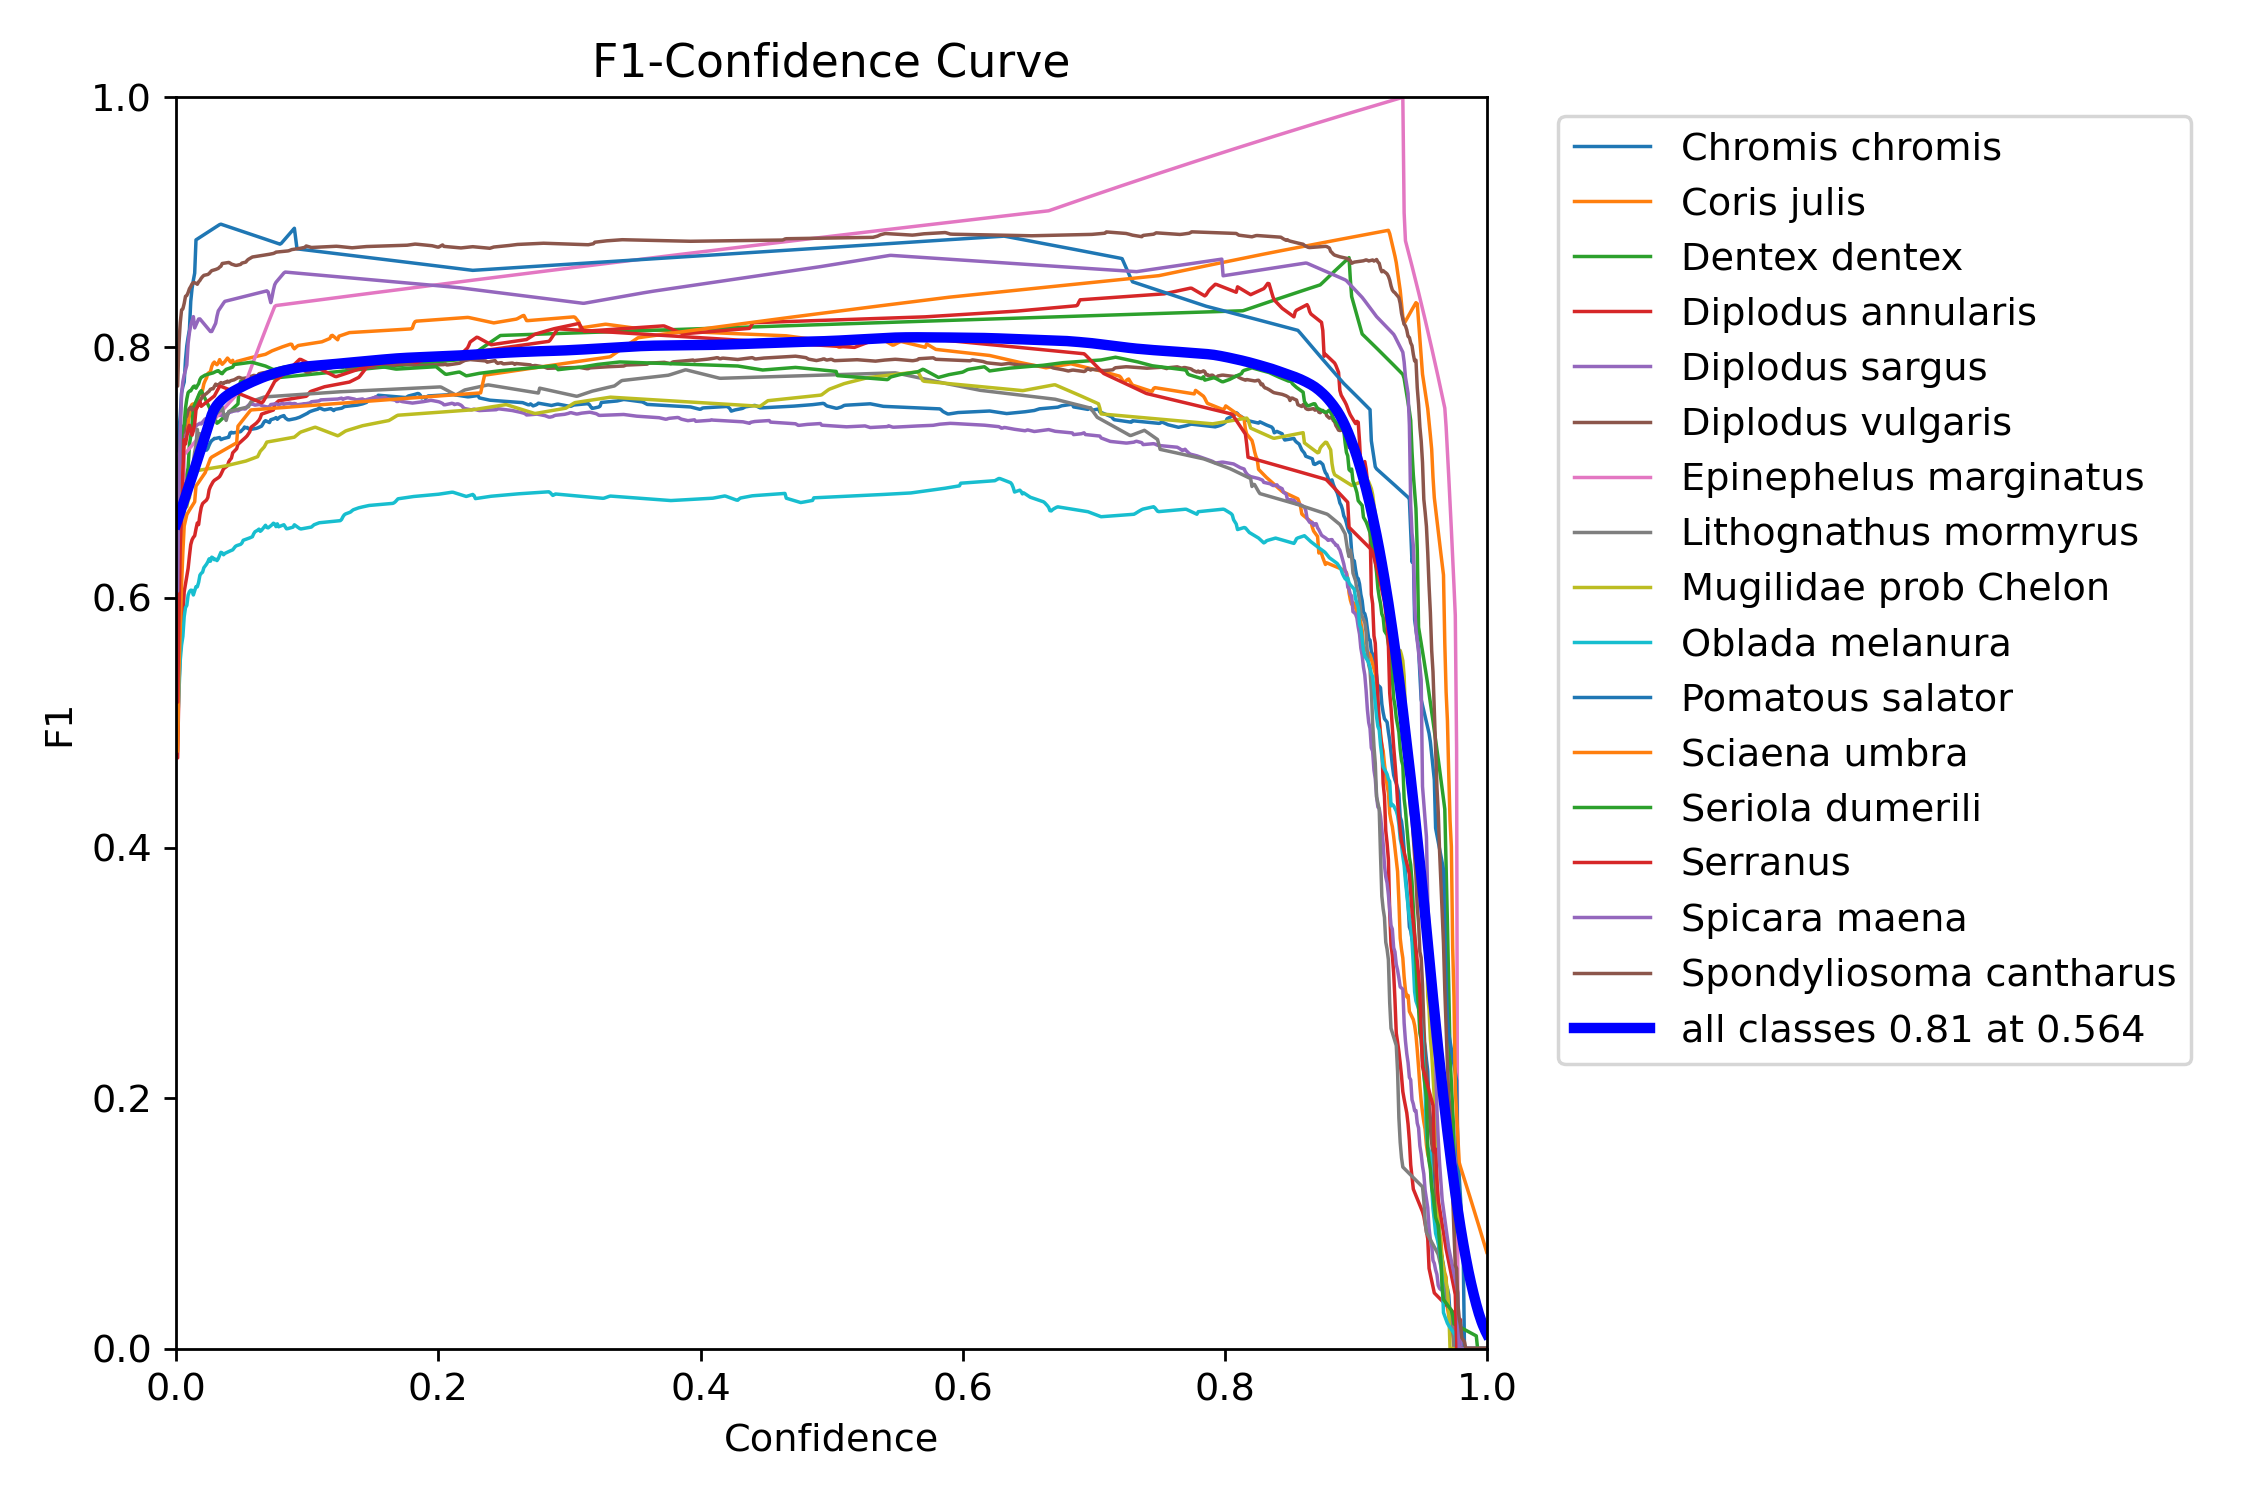 F1-Confidence Curve
1.0
0.8
0.6
0.4
0.2
0.0
F1
0.0 0.2 0.4 0.6 0.8 1.0
Confidence
Chromis chromis
Coris julis
Dentex dentex
Diplodus annularis
Diplodus sargus
Diplodus vulgaris
Epinephelus marginatus
Lithognathus mormyrus
Mugilidae prob Chelon
Oblada melanura
Pomatous salator
Sciaena umbra
Seriola dumerili
Serranus
Spicara maena
Spondyliosoma cantharus
all classes 0.81 at 0.564